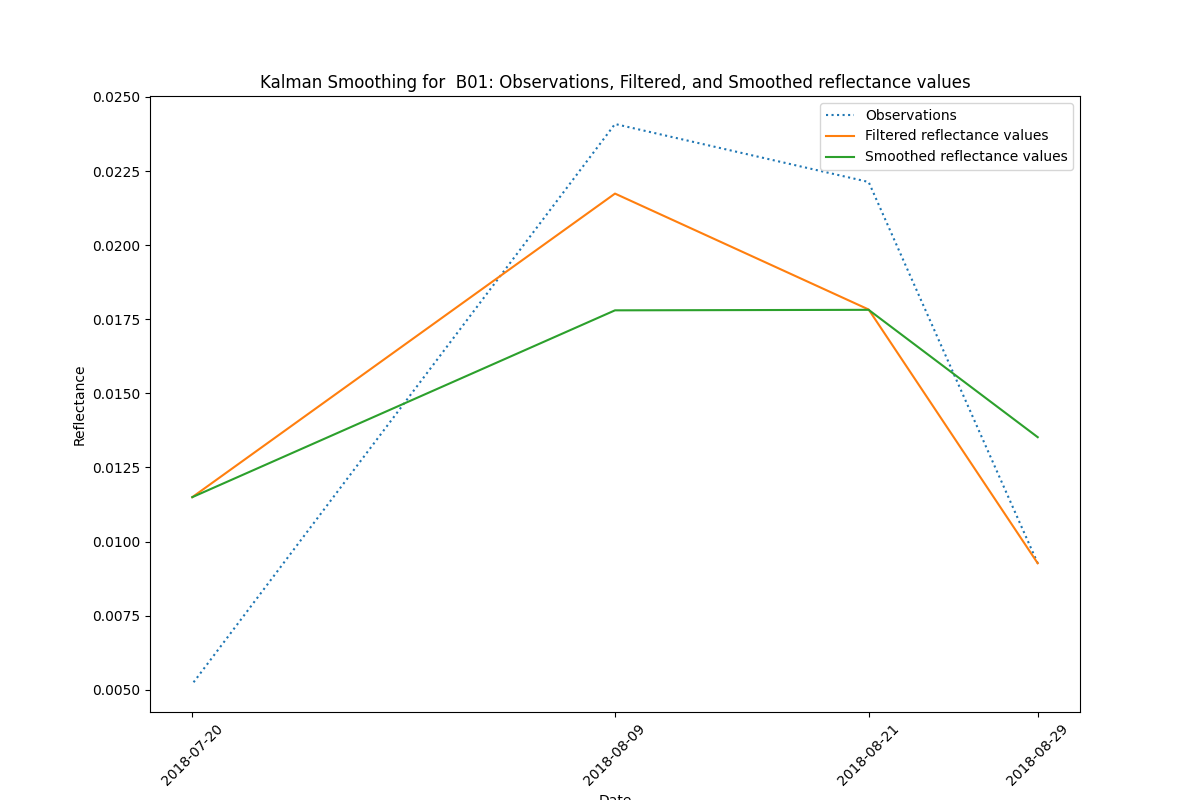 Kalman Smoothing for  B01: Observations, Filtered, and Smoothed reflectance values
Observations
Filtered reflectance values
Smoothed reflectance values
Reflectance
0.0250
0.0225
0.0200
0.0175
0.0150
0.0125
0.0100
0.0075
0.0050
2018-07-20
2018-08-09
2018-08-21
2018-08-29
Date